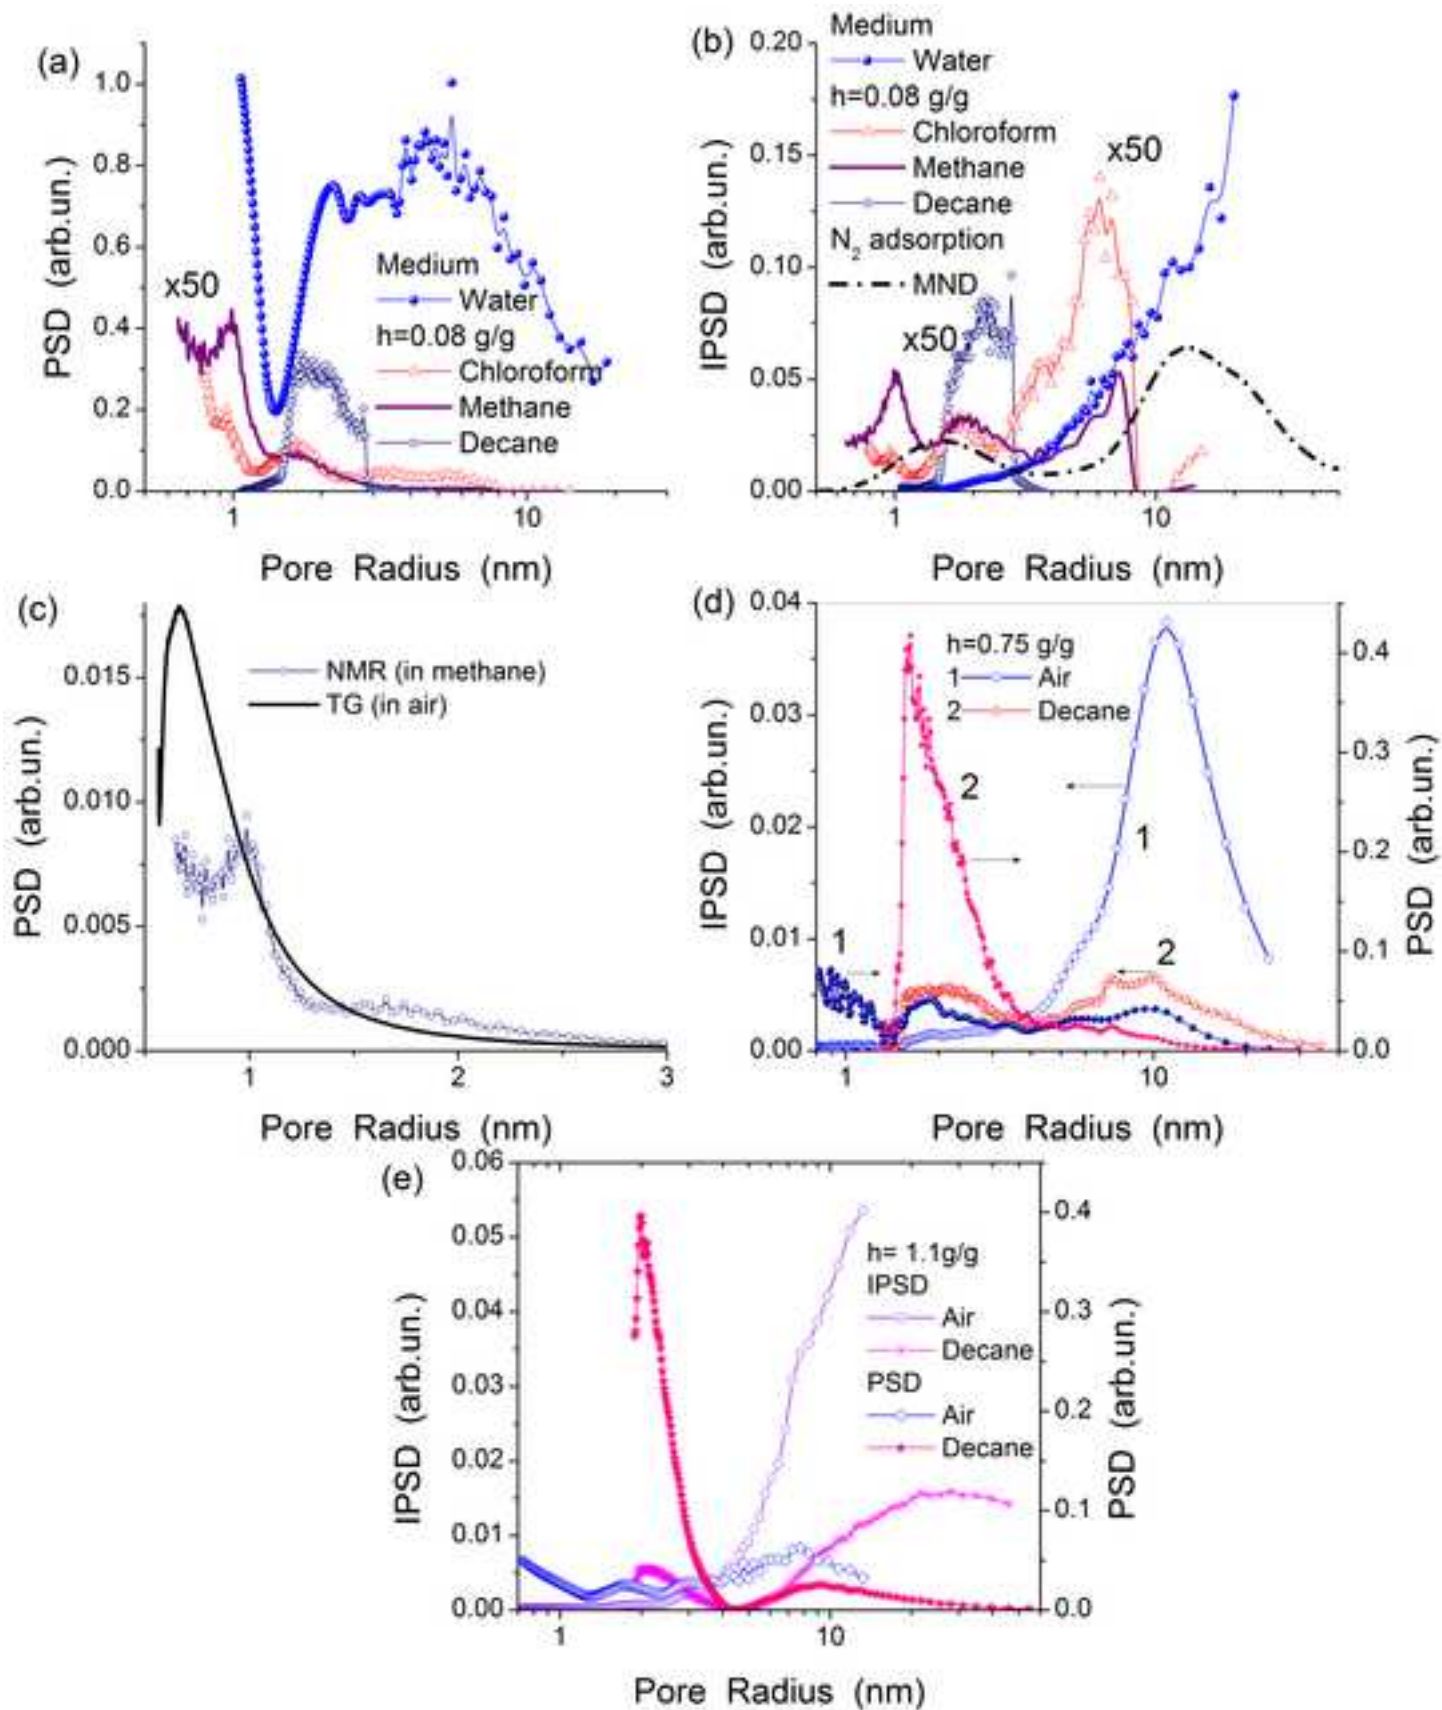 (a)
PSD (arb.un.)
1.0
0.8
0.6
0.4
0.2
0.0
x50
Medium
Water
h=0.08 g/g
Chloroform
Methane
Decane
1
10
Pore Radius (nm)
(b)
IPSD (arb.un.)
0.20
0.15
0.10
0.05
0.00
Medium
Water
h=0.08 g/g
Chloroform
Methane
Decane
N2 adsorption
MND
x50
x50
1
10
Pore Radius (nm)
(c)
PSD (arb.un.)
0.015
0.010
0.005
0.000
NMR (in methane)
TG (in air)
1
2
3
Pore Radius (nm)
(d)
IPSD (arb.un.)
0.04
0.03
0.02
0.01
0.00
h=0.75 g/g
1 Air
2 Decane
2
1
1
2
0.4
0.3
0.2
0.1
0.0
PSD (arb.un.)
1
10
Pore Radius (nm)
(e)
IPSD (arb.un.)
0.06
0.05
0.04
0.03
0.02
0.01
0.00
h= 1.1g/g
IPSD
Air
Decane
PSD
Air
Decane
0.4
0.3
0.2
0.1
0.0
PSD (arb.un.)
1
10
Pore Radius (nm)